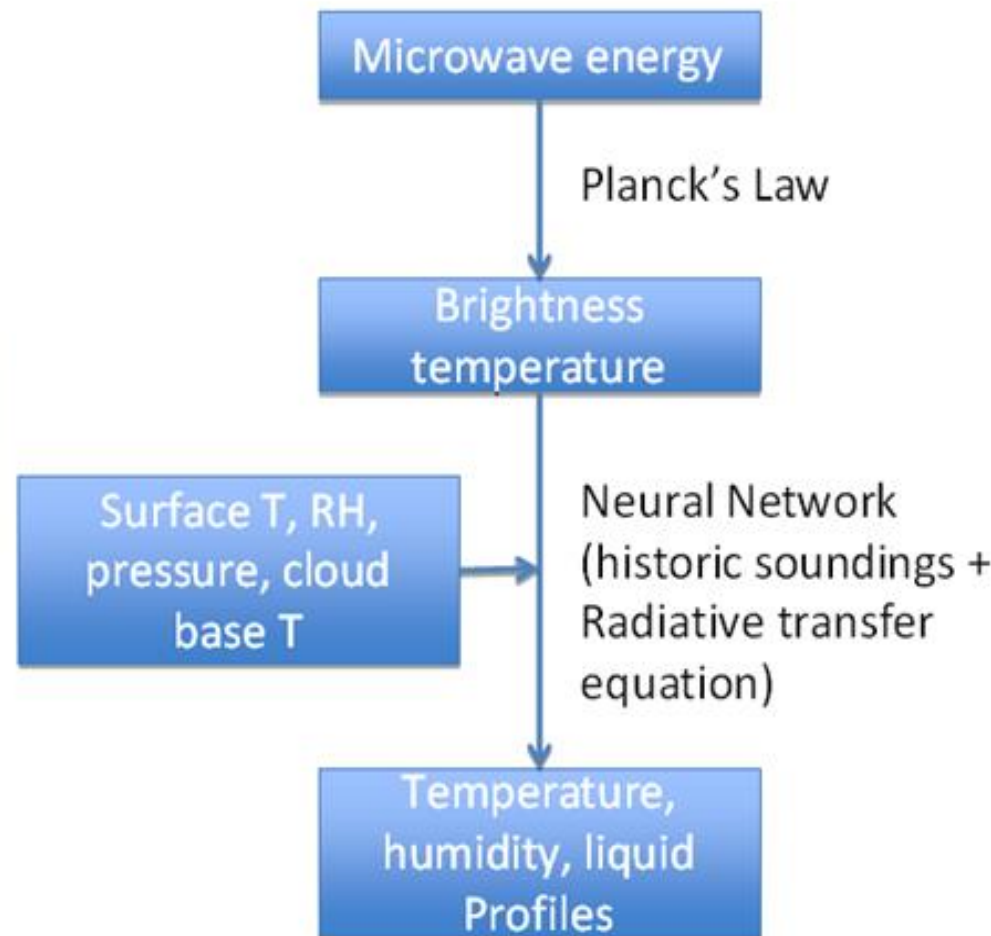 Microwave energy
Planck’s Law
Brightness
temperature
Surface T, RH,
pressure, cloud
base T
Neural Network
(historic soundings +
Radiative transfer
equation)
Temperature,
humidity, liquid
Profiles